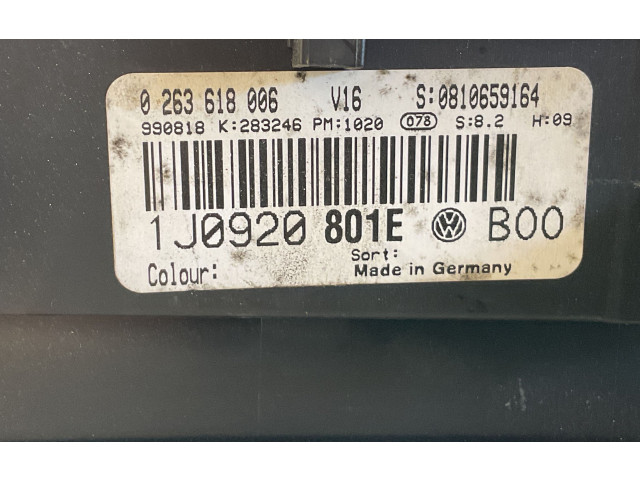 0 263 618 006 V16 S:0810659164
990818 K:283246 PM:1020 078 S:8.2 H:09
1J0920 801E VW B00
Sort:
Colour: Made in Germany